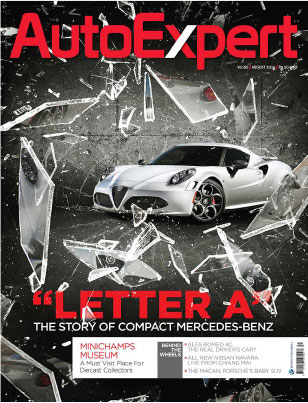 AutoExpert
AUGUST
"LETTER A"
THE STORY OF COMPACT MERCEDES-BENZ
MINICHAMPS
MUSEUM
A Must Visit Place For
Diecast Collectors
BEHIND
THE
WHEELS
• ALFA ROMEO 4C,
THE REAL DRIVER'S CAR?
• ALL NEW NISSAN NAVARA
LIVE FROM CHIANG MAI
• THE MACAN, PORSCHE'S BABY SUV